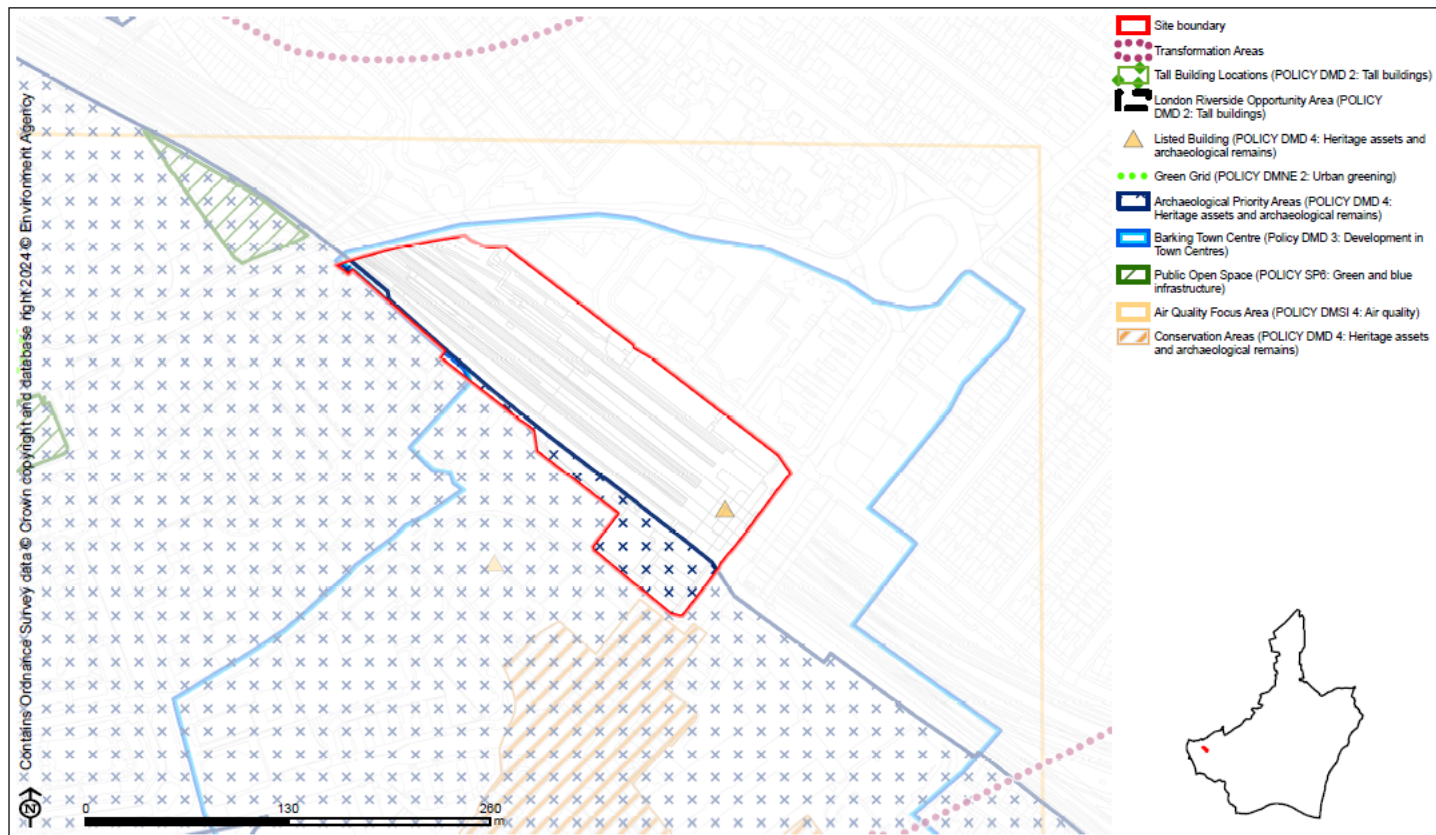 Site boundary
Transformation Areas
Tall Building Locations (POLICY DMD 2: Tall buildings)
London Riverside Opportunity Area (POLICY
DMD 2: Tall buildings)
Listed Building (POLICY DMD 4: Heritage assets and
archaeological remains)
Green Grid (POLICY DMNE 2: Urban greening)
Archaeological Priority Areas (POLICY DMD 4:
Heritage assets and archaeological remains)
Barking Town Centre (Policy DMD 3: Development in
Town Centres)
Public Open Space (POLICY SP6: Green and blue
infrastructure)
Air Quality Focus Area (POLICY DMSI 4: Air quality)
Conservation Areas (POLICY DMD 4: Heritage assets
and archaeological remains)
Contains Ordnance Survey data © Crown copyright and database right 2024 © Environment Agency
N
0 130 260
m